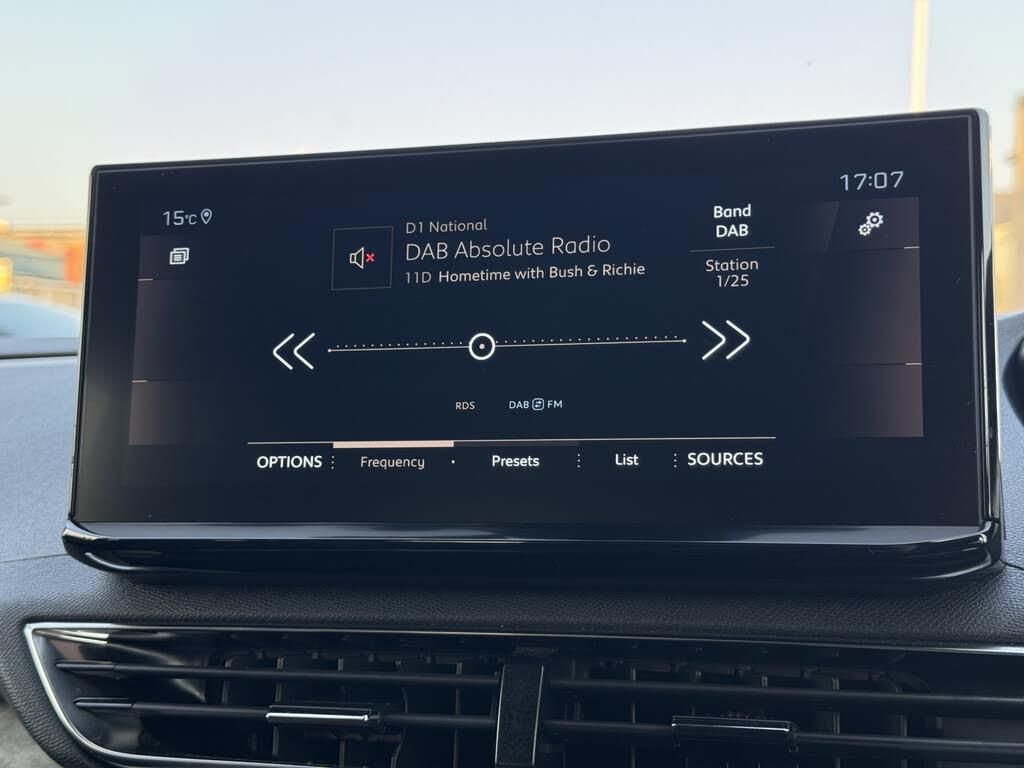 17:07
15°C
D1 National
DAB Absolute Radio
11D Hometime with Bush & Richie
Band
DAB
Station
1/25
RDS DAB FM
OPTIONS Frequency Presets List SOURCES